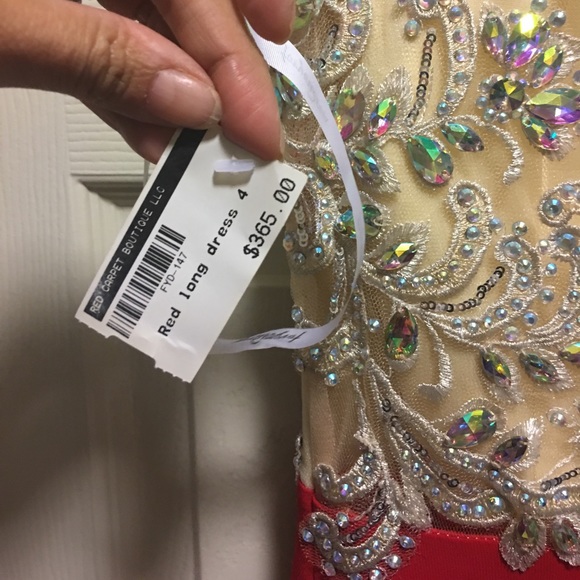 RED CARPET BOUTIQUE LLC
FYD-147
Red long dress 4
$365.00